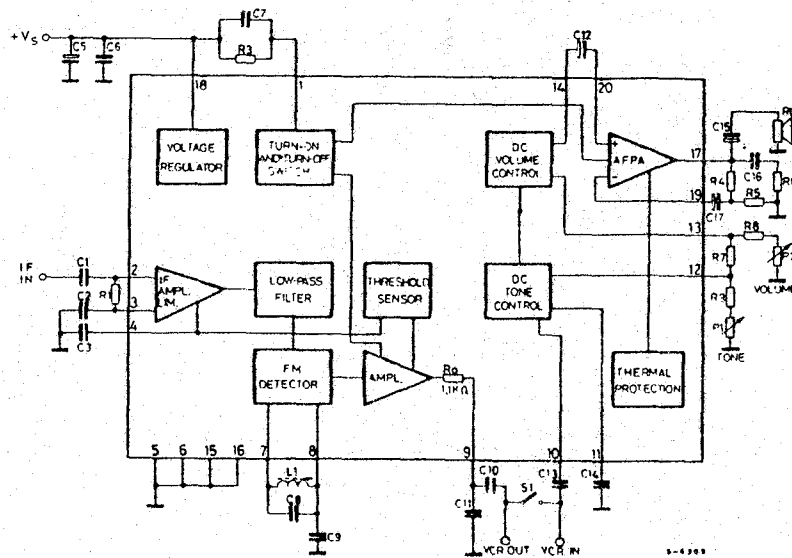 C7
C12
+VS
C5
C6
R3
18
1
14
20
VOLTAGE
REGULATOR
TURN-ON
AND TURN-OFF
SWITCH
DC
VOLUME
CONTROL
+
AFPA
−
17
C15
C16
R4
R5
19
C17
13
R8
R7
VOLUME
12
IF
IN
C1
2
R1
IF
AMPL.
LIM.
LOW-PASS
FILTER
THRESHOLD
SENSOR
DC
TONE
CONTROL
C2
3
4
C3
P1
TONE
FM
DETECTOR
AMPL.
Ro
1,1KΩ
THERMAL
PROTECTION
5
6
15
16
7
8
9
10
11
L1
C8
C9
C10
C11
S1
C13
C14
VCR OUT
VCR IN